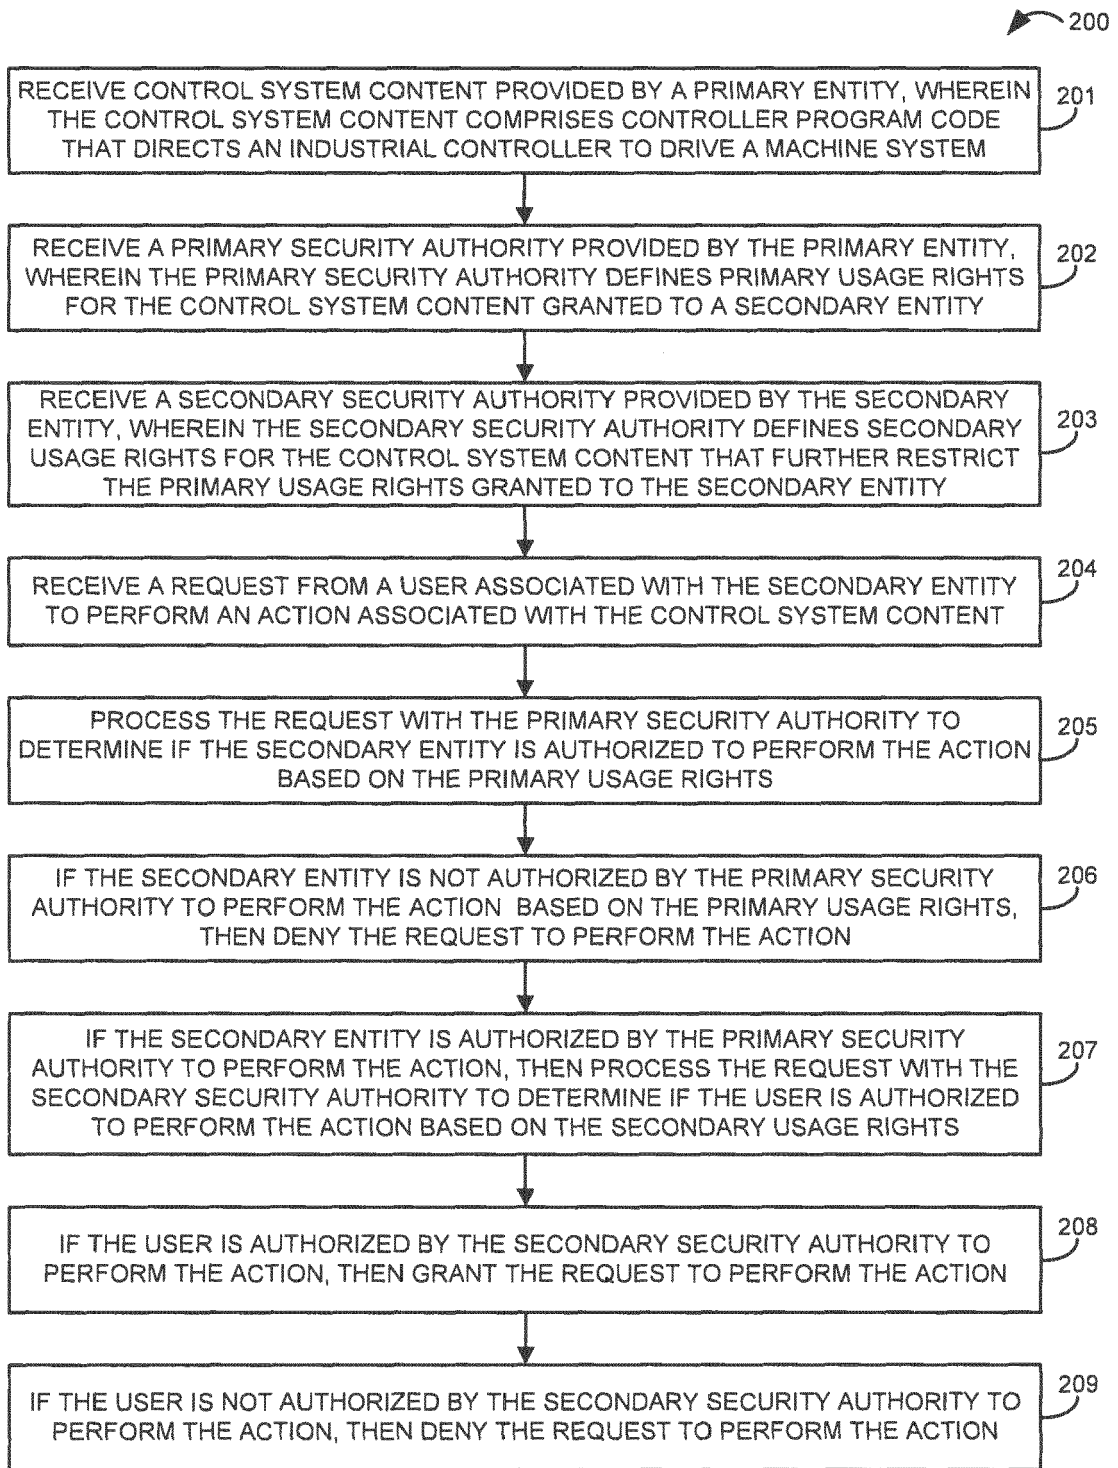 200
RECEIVE CONTROL SYSTEM CONTENT PROVIDED BY A PRIMARY ENTITY, WHEREIN
THE CONTROL SYSTEM CONTENT COMPRISES CONTROLLER PROGRAM CODE
THAT DIRECTS AN INDUSTRIAL CONTROLLER TO DRIVE A MACHINE SYSTEM
201
RECEIVE A PRIMARY SECURITY AUTHORITY PROVIDED BY THE PRIMARY ENTITY,
WHEREIN THE PRIMARY SECURITY AUTHORITY DEFINES PRIMARY USAGE RIGHTS
FOR THE CONTROL SYSTEM CONTENT GRANTED TO A SECONDARY ENTITY
202
RECEIVE A SECONDARY SECURITY AUTHORITY PROVIDED BY THE SECONDARY
ENTITY, WHEREIN THE SECONDARY SECURITY AUTHORITY DEFINES SECONDARY
USAGE RIGHTS FOR THE CONTROL SYSTEM CONTENT THAT FURTHER RESTRICT
THE PRIMARY USAGE RIGHTS GRANTED TO THE SECONDARY ENTITY
203
RECEIVE A REQUEST FROM A USER ASSOCIATED WITH THE SECONDARY ENTITY
TO PERFORM AN ACTION ASSOCIATED WITH THE CONTROL SYSTEM CONTENT
204
PROCESS THE REQUEST WITH THE PRIMARY SECURITY AUTHORITY TO
DETERMINE IF THE SECONDARY ENTITY IS AUTHORIZED TO PERFORM THE ACTION
BASED ON THE PRIMARY USAGE RIGHTS
205
IF THE SECONDARY ENTITY IS NOT AUTHORIZED BY THE PRIMARY SECURITY
AUTHORITY TO PERFORM THE ACTION BASED ON THE PRIMARY USAGE RIGHTS,
THEN DENY THE REQUEST TO PERFORM THE ACTION
206
IF THE SECONDARY ENTITY IS AUTHORIZED BY THE PRIMARY SECURITY
AUTHORITY TO PERFORM THE ACTION, THEN PROCESS THE REQUEST WITH THE
SECONDARY SECURITY AUTHORITY TO DETERMINE IF THE USER IS AUTHORIZED
TO PERFORM THE ACTION BASED ON THE SECONDARY USAGE RIGHTS
207
IF THE USER IS AUTHORIZED BY THE SECONDARY SECURITY AUTHORITY TO
PERFORM THE ACTION, THEN GRANT THE REQUEST TO PERFORM THE ACTION
208
IF THE USER IS NOT AUTHORIZED BY THE SECONDARY SECURITY AUTHORITY TO
PERFORM THE ACTION, THEN DENY THE REQUEST TO PERFORM THE ACTION
209